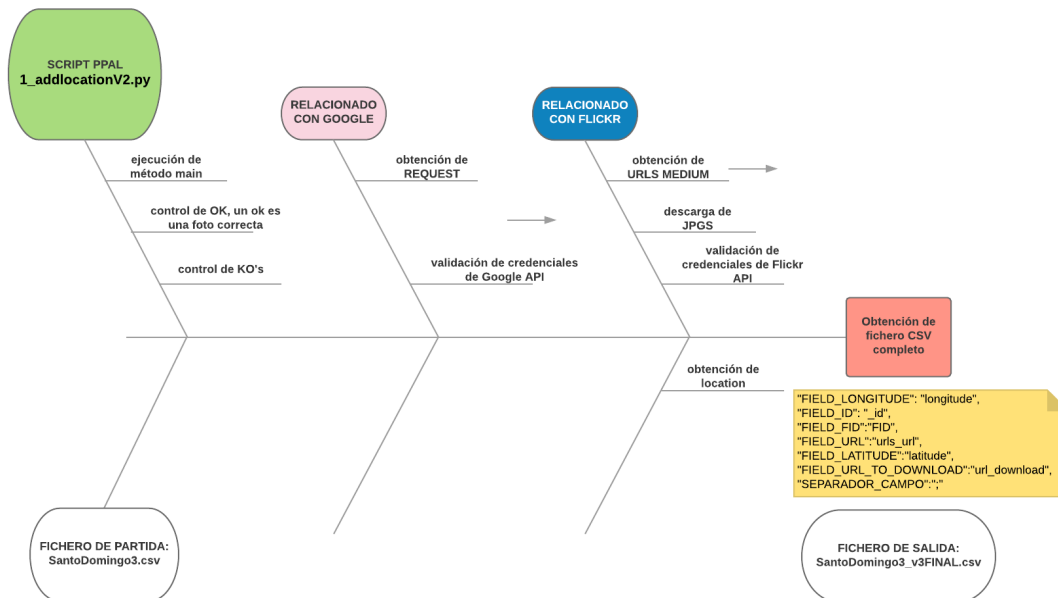 SCRIPT PPAL
1_addlocationV2.py
RELACIONADO
CON GOOGLE
RELACIONADO
CON FLICKR
ejecución de
método main
control de OK, un ok es
una foto correcta
control de KO's
obtención de
REQUEST
validación de credenciales
de Google API
obtención de
URLS MEDIUM
descarga de
JPGS
validación de
credenciales de Flickr
API
obtención de
location
Obtención de
fichero CSV
completo
"FIELD_LONGITUDE": "longitude",
"FIELD_ID": "_id",
"FIELD_FID":"FID",
"FIELD_URL":"urls_url",
"FIELD_LATITUDE":"latitude",
"FIELD_URL_TO_DOWNLOAD":"url_download",
"SEPARADOR_CAMPO":";"
FICHERO DE PARTIDA:
SantoDomingo3.csv
FICHERO DE SALIDA:
SantoDomingo3_v3FINAL.csv